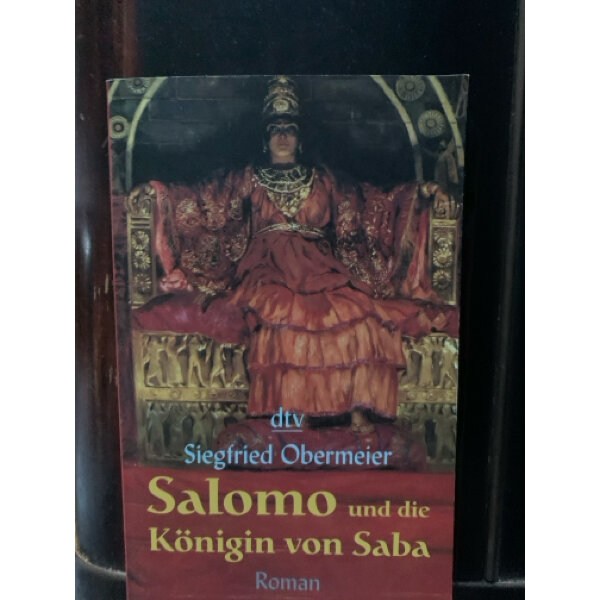 dtv
Siegfried Obermeier
Salomo und die
Königin von Saba
Roman